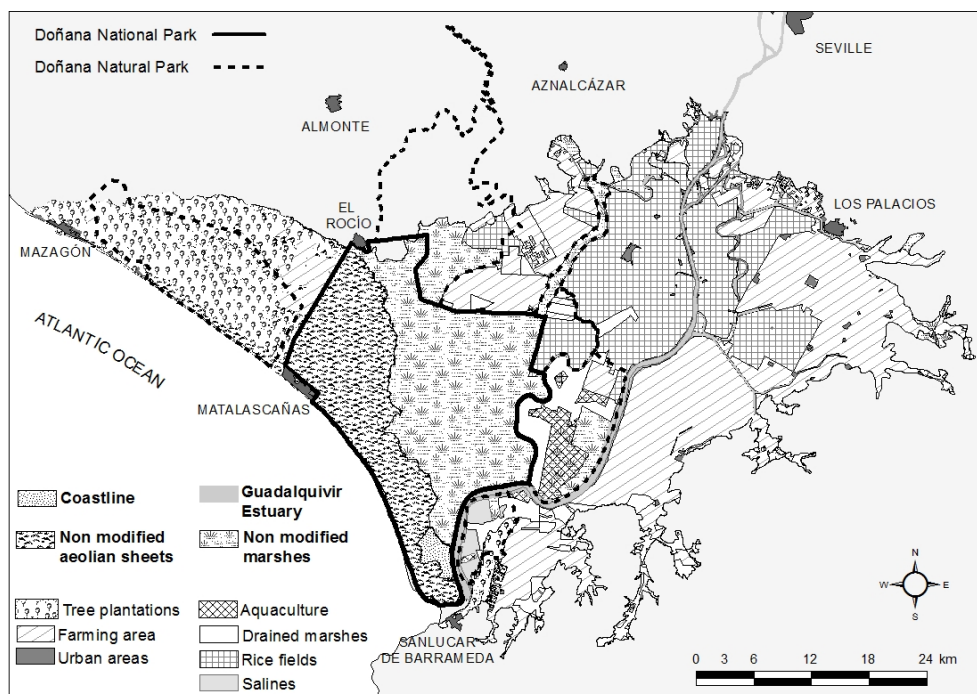 Doñana National Park
Doñana Natural Park
SEVILLE
AZNALCÁZAR
ALMONTE
EL
ROCÌO
LOS PALACIOS
MAZAGÓN
ATLANTIC OCEAN
MATALASCAÑAS
Coastline
Guadalquivir
Estuary
Non modified
aeolian sheets
Non modified
marshes
Tree plantations
Farming area
Urban areas
Aquaculture
Drained marshes
Rice fields
Salines
SANLUCAR
DE BARRAMEDA
N
W E
S
0 3 6 12 18 24 km